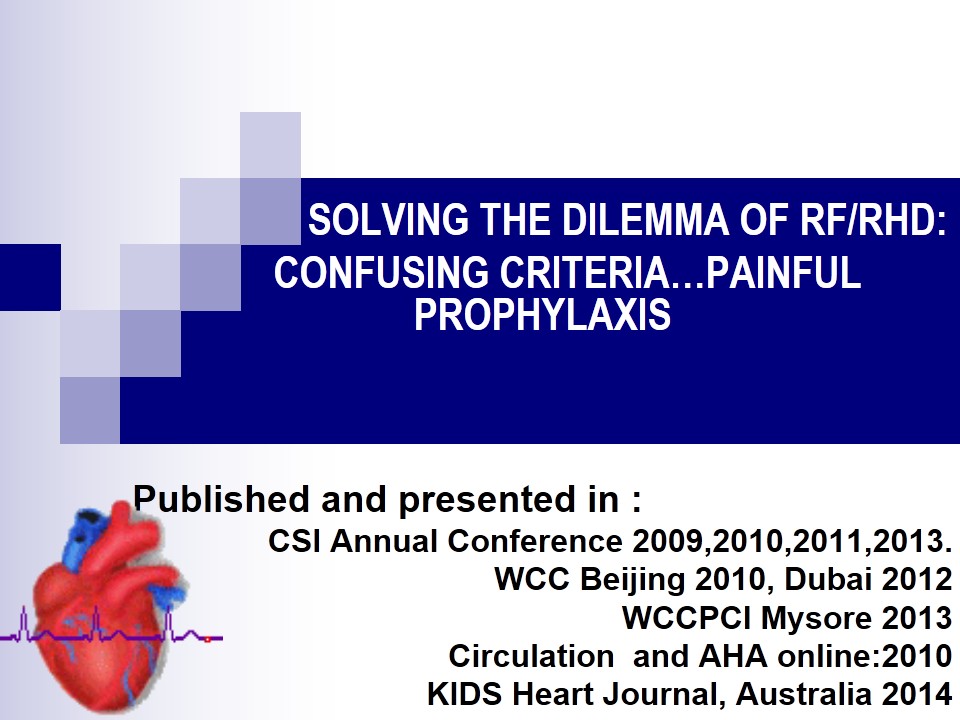 SOLVING THE DILEMMA OF RF/RHD:
CONFUSING CRITERIA…PAINFUL
PROPHYLAXIS
Published and presented in :
CSI Annual Conference 2009,2010,2011,2013.
WCC Beijing 2010, Dubai 2012
WCCPCI Mysore 2013
Circulation  and AHA online:2010
KIDS Heart Journal, Australia 2014